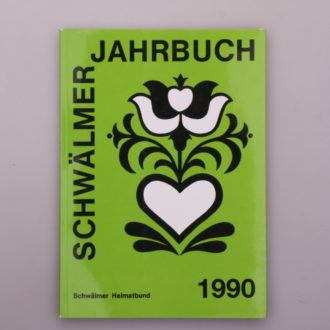 SCHWÄLMER
JAHRBUCH
Schwälmer Heimatbund
1990